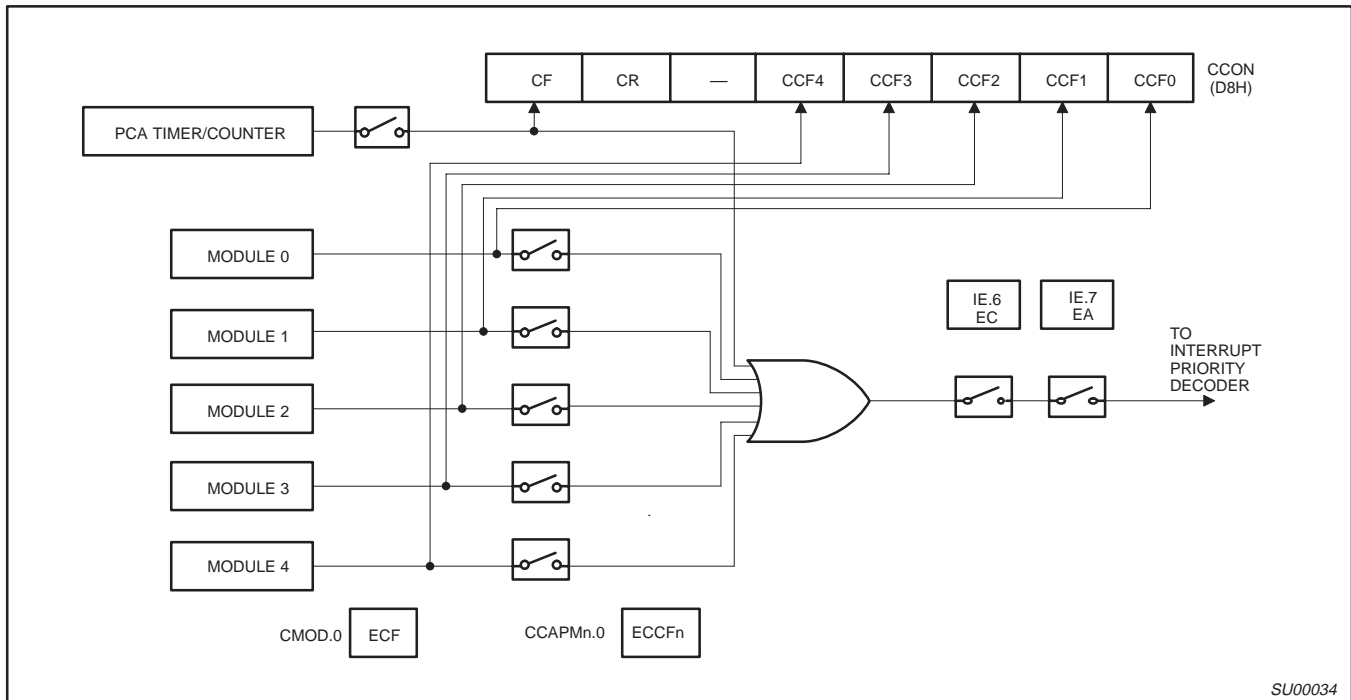 CF CR — CCF4 CCF3 CCF2 CCF1 CCF0
CCON
(D8H)
PCA TIMER/COUNTER
MODULE 0
MODULE 1
MODULE 2
MODULE 3
MODULE 4
IE.6
EC
IE.7
EA
TO
INTERRUPT
PRIORITY
DECODER
CMOD.0 ECF
CCAPMn.0 ECCFn
SU00034